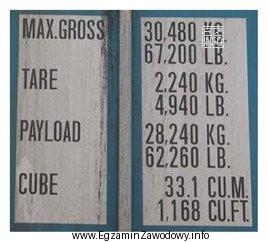 MAX.GROSS 30,480 KG.
67,200 LB.
TARE 2,240 KG.
4,940 LB.
PAYLOAD 28,240 KG.
62,260 LB.
CUBE 33.1 CU.M.
1,168 CU.FT.
www.EgzaminZawodowy.info